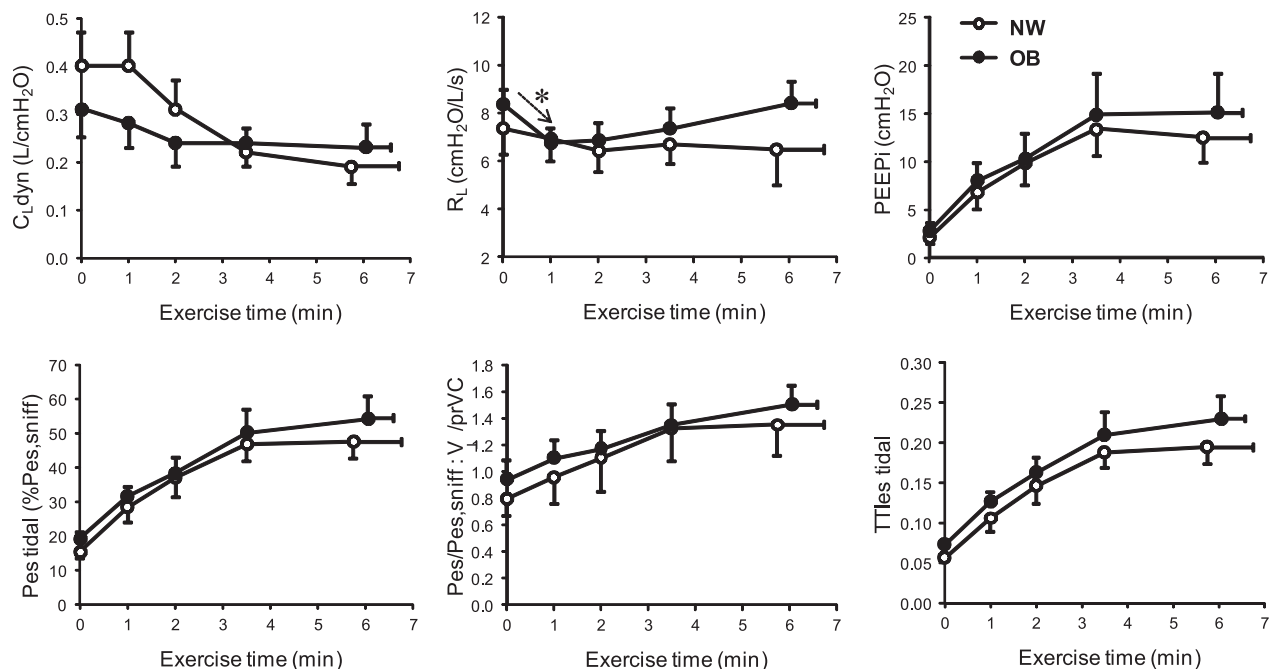 0.5
0.4
0.3
0.2
0.1
0.0
C_Ldyn (L/cmH₂O)
0 1 2 3 4 5 6 7
Exercise time (min)
12
10
8
6
4
2
R_L (cmH₂O/L/s)
*
0 1 2 3 4 5 6 7
Exercise time (min)
25
20
15
10
5
0
PEEPi (cmH₂O)
NW
OB
0 1 2 3 4 5 6 7
Exercise time (min)
70
60
50
40
30
20
10
0
Pes tidal (%Pes,sniff)
0 1 2 3 4 5 6 7
Exercise time (min)
1.8
1.6
1.4
1.2
1.0
0.8
0.6
0.4
0.2
0.0
Pes/Pes,sniff : V /prVC
0 1 2 3 4 5 6 7
Exercise time (min)
0.30
0.25
0.20
0.15
0.10
0.05
0.00
TTIes tidal
0 1 2 3 4 5 6 7
Exercise time (min)